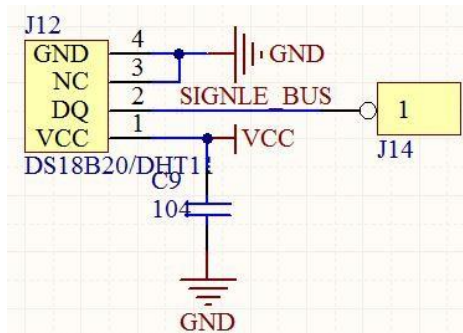 J12
GND 4
NC 3
DQ 2
VCC 1
GND
SIGNLE_BUS
1
VCC
J14
DS18B20/DHT11
C9
104
GND